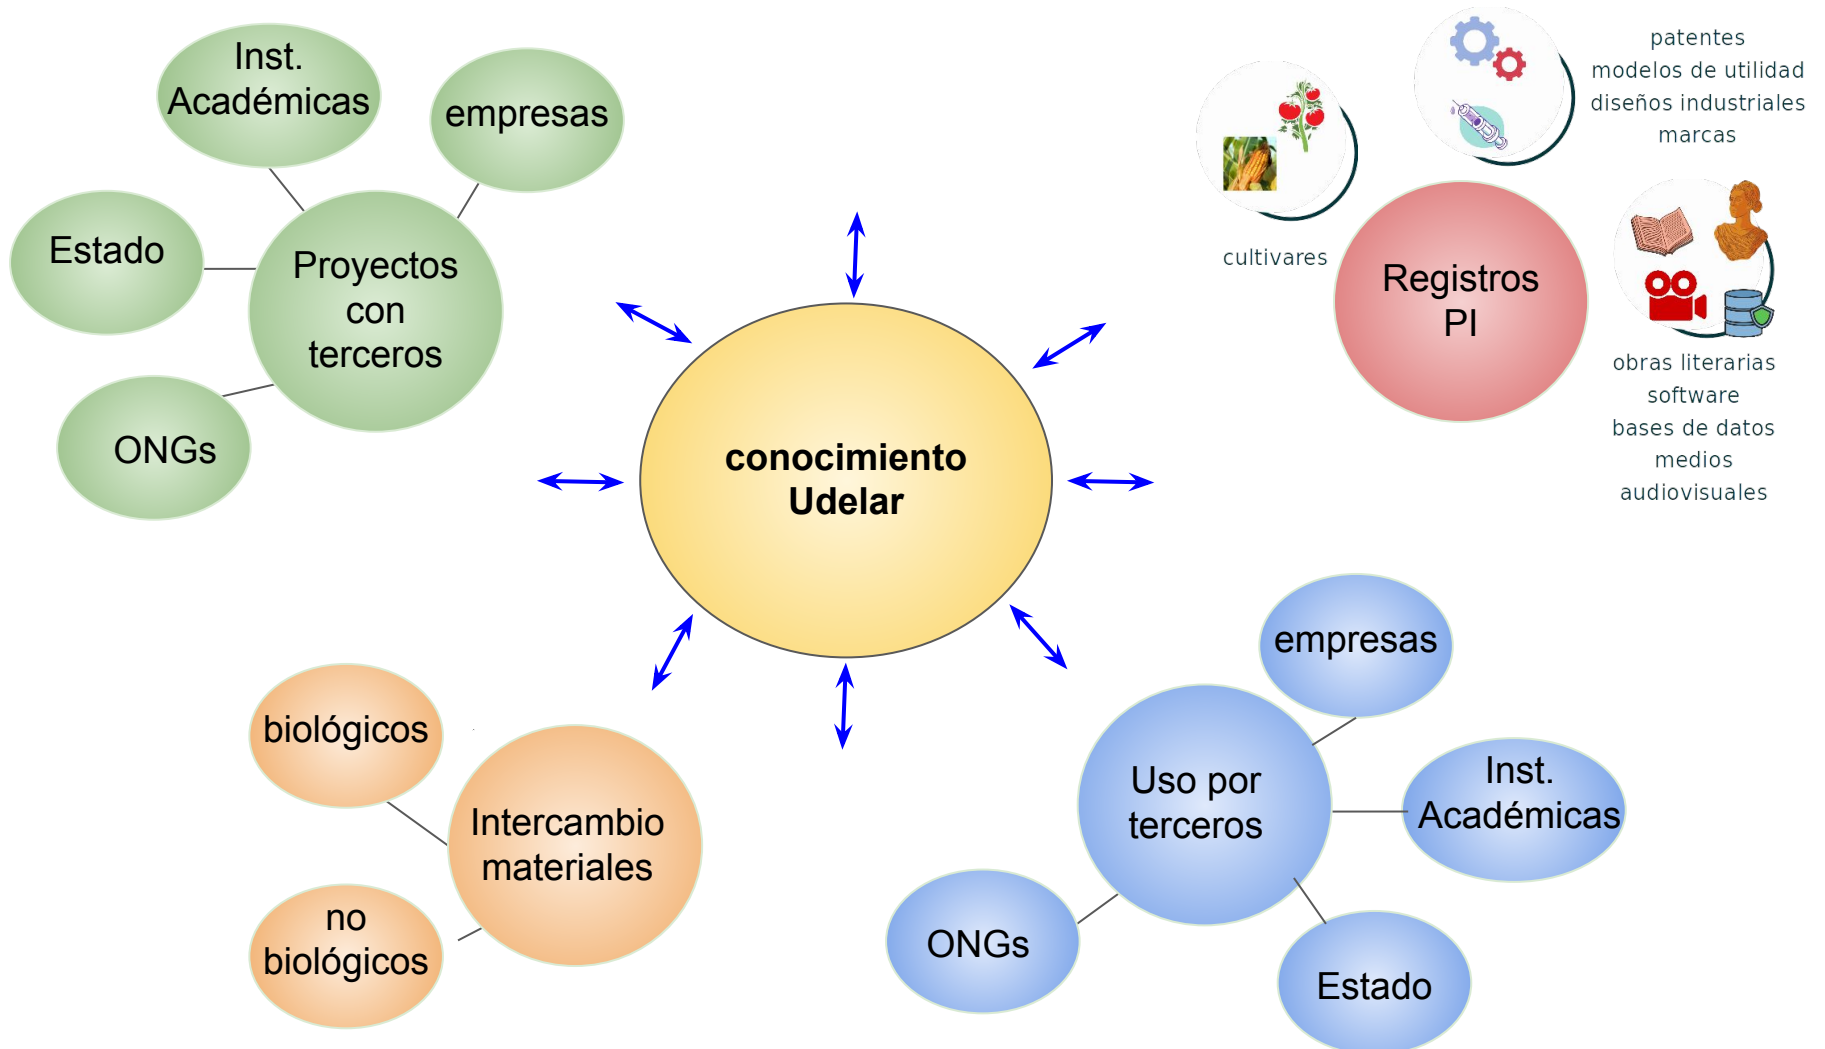 Inst.
Académicas
empresas
Estado
Proyectos
con
terceros
ONGs
patentes
modelos de utilidad
diseños industriales
marcas
cultivares
Registros
PI
obras literarias
software
bases de datos
medios
audiovisuales
conocimiento
Udelar
biológicos
Intercambio
materiales
no
biológicos
empresas
Uso por
terceros
Inst.
Académicas
ONGs
Estado